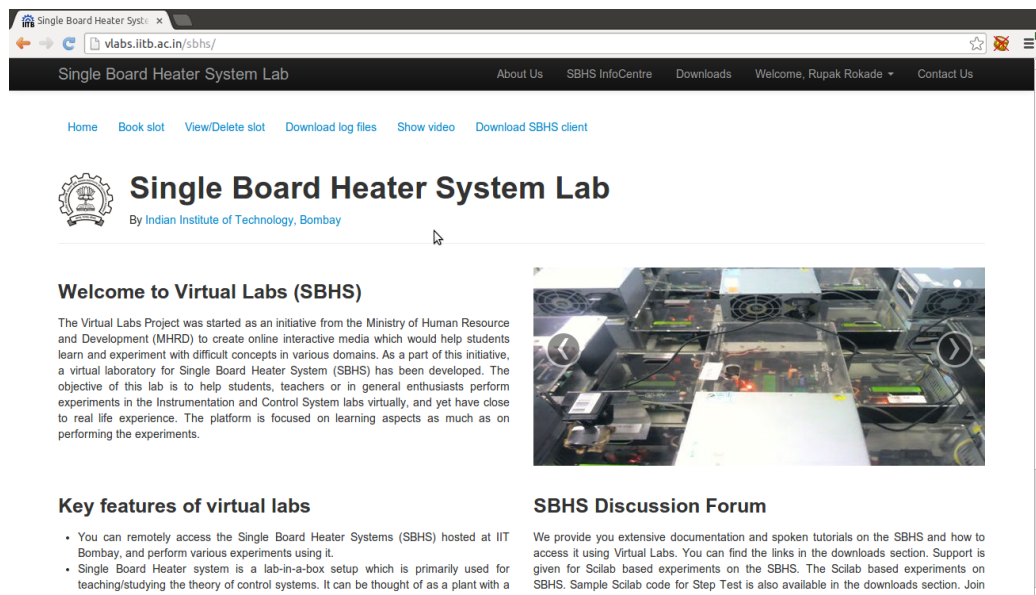 Single Board Heater Syste
vlabs.iitb.ac.in/sbhs/
Single Board Heater System Lab About Us SBHS InfoCentre Downloads Welcome, Rupak Rokade Contact Us
Home Book slot View/Delete slot Download log files Show video Download SBHS client
Single Board Heater System Lab
By Indian Institute of Technology, Bombay
Welcome to Virtual Labs (SBHS)
The Virtual Labs Project was started as an initiative from the Ministry of Human Resource
and Development (MHRD) to create online interactive media which would help students
learn and experiment with difficult concepts in various domains. As a part of this initiative,
a virtual laboratory for Single Board Heater System (SBHS) has been developed. The
objective of this lab is to help students, teachers or in general enthusiasts perform
experiments in the Instrumentation and Control System labs virtually, and yet have close
to real life experience. The platform is focused on learning aspects as much as on
performing the experiments.
Key features of virtual labs
• You can remotely access the Single Board Heater Systems (SBHS) hosted at IIT
Bombay, and perform various experiments using it.
• Single Board Heater system is a lab-in-a-box setup which is primarily used for
teaching/studying the theory of control systems. It can be thought of as a plant with a
SBHS Discussion Forum
We provide you extensive documentation and spoken tutorials on the SBHS and how to
access it using Virtual Labs. You can find the links in the downloads section. Support is
given for Scilab based experiments on the SBHS. The Scilab based experiments on
SBHS. Sample Scilab code for Step Test is also available in the downloads section. Join